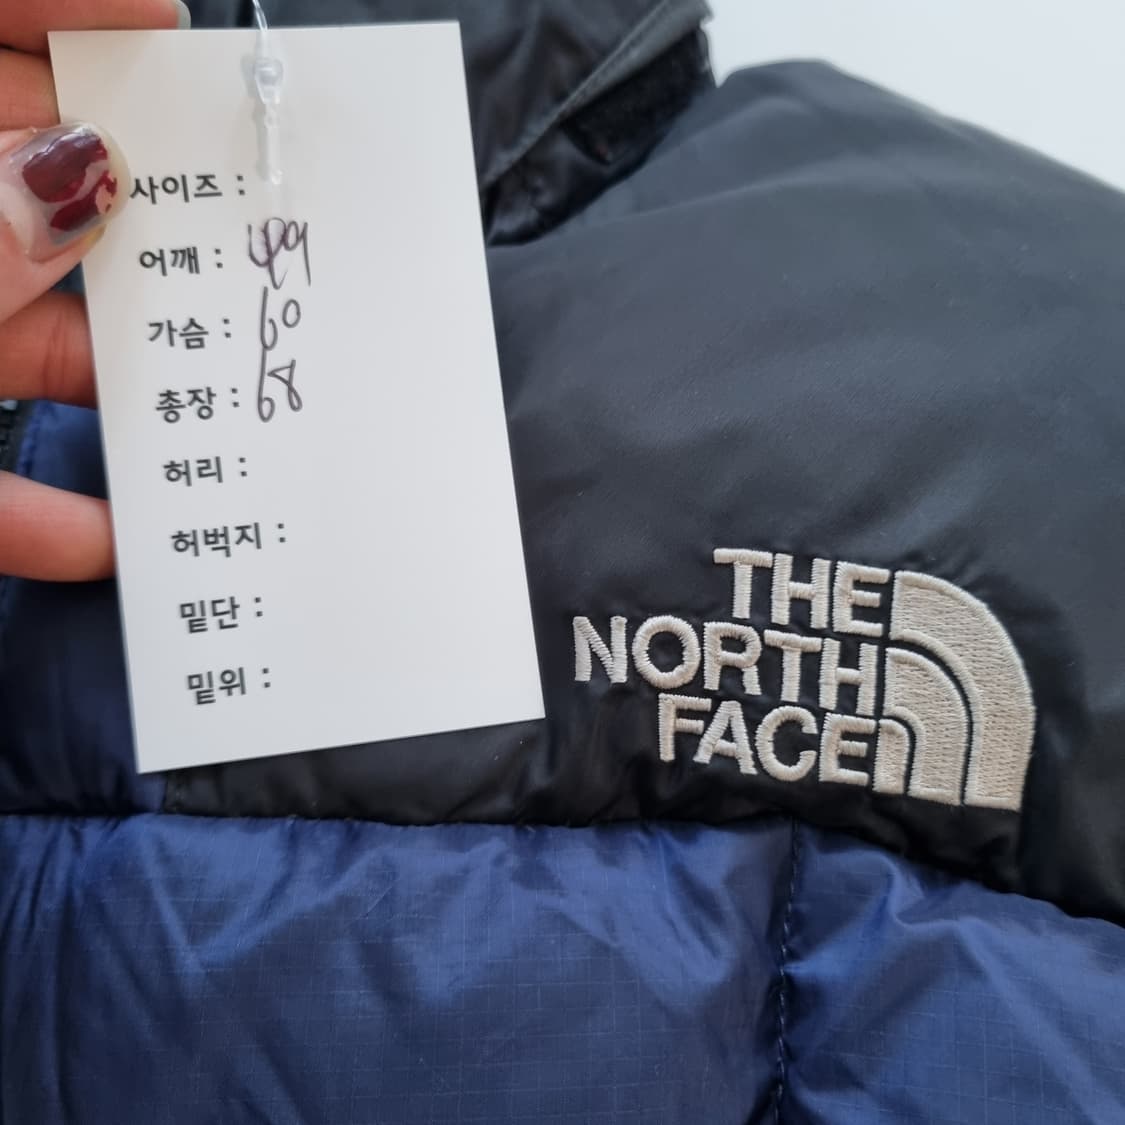 사이즈 :
어깨 : 49
가슴 : 60
총장 : 68
허리 :
허벅지 :
밑단 :
밑위 :
THE
NORTH
FACE